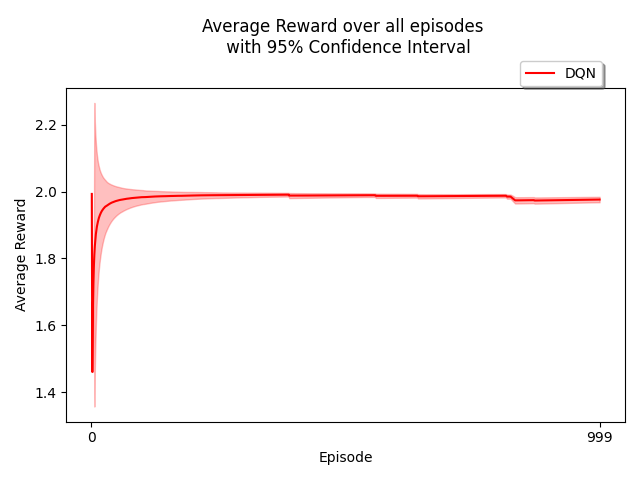 Average Reward over all episodes
with 95% Confidence Interval
DQN
2.2
2.0
1.8
1.6
1.4
Average Reward
0
999
Episode